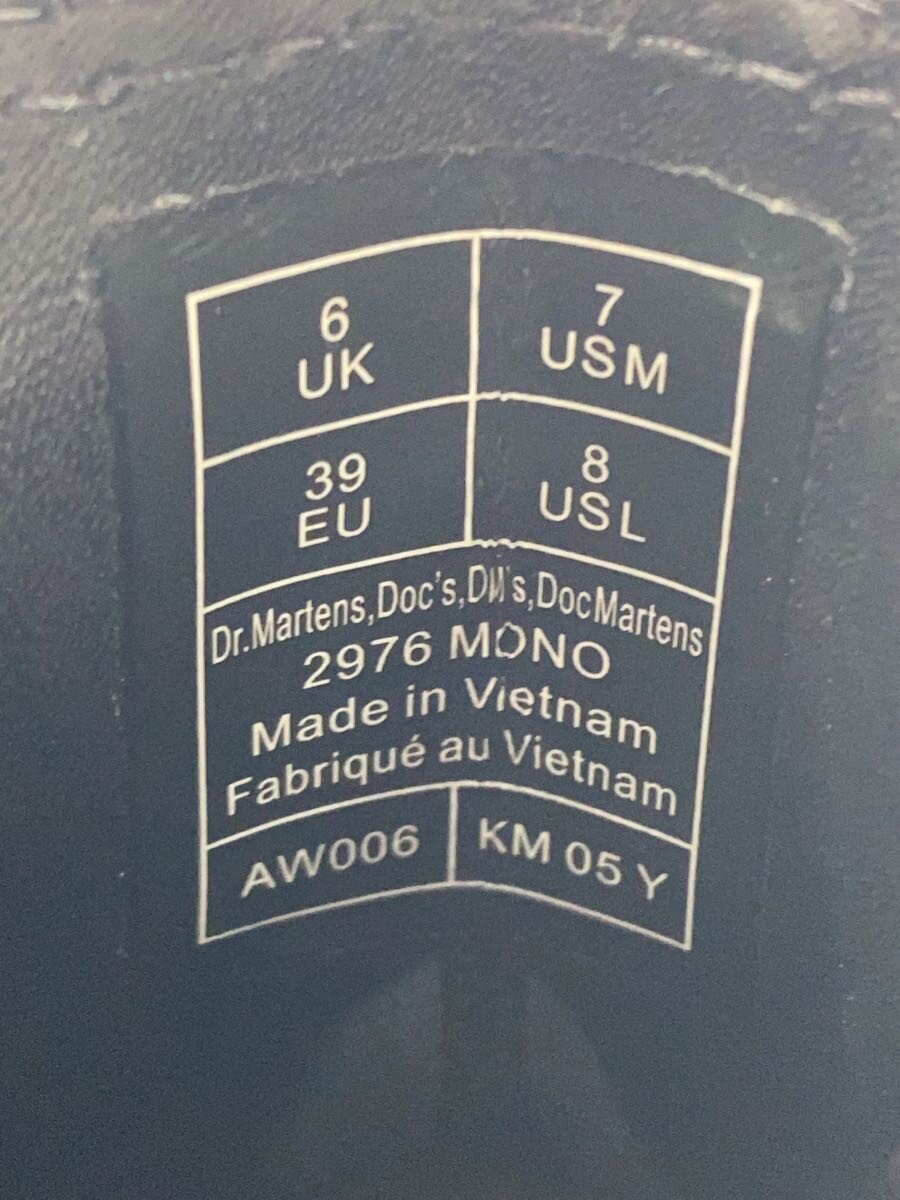 6
UK
7
USM
39
EU
8
USL
Dr.Martens,Doc's,DM's,DocMartens
2976 MONO
Made in Vietnam
Fabriqué au Vietnam
AW006
KM 05 Y